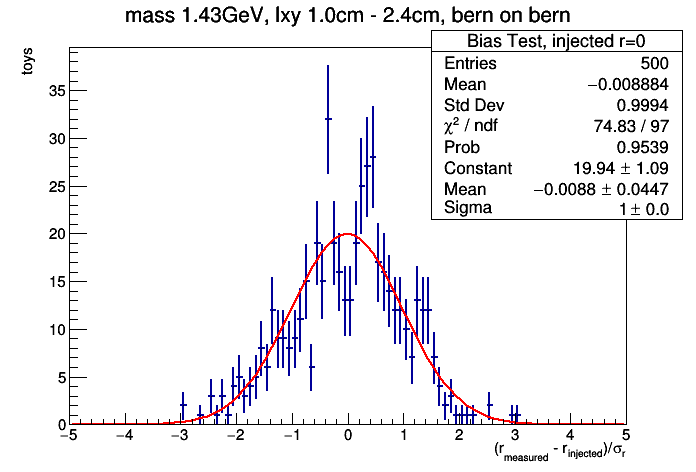 mass 1.43GeV, lxy 1.0cm - 2.4cm, bern on bern
toys
Bias Test, injected r=0
Entries 500
Mean −0.008884
Std Dev 0.9994
χ² / ndf 74.83 / 97
Prob 0.9539
Constant 19.94 ± 1.09
Mean −0.0088 ± 0.0447
Sigma 1 ± 0.0
35
30
25
20
15
10
5
0
−5 −4 −3 −2 −1 0 1 2 3 4 5
(r_measured - r_injected)/σ_r